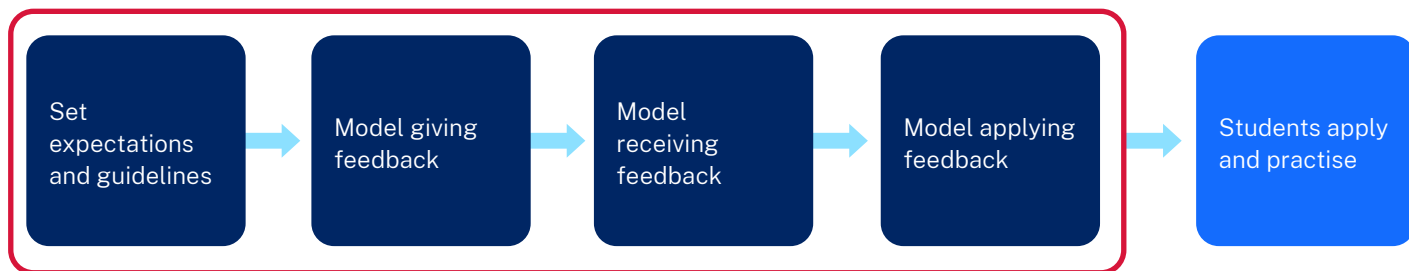 Set
expectations
and guidelines
Model giving
feedback
Model
receiving
feedback
Model applying
feedback
Students apply
and practise